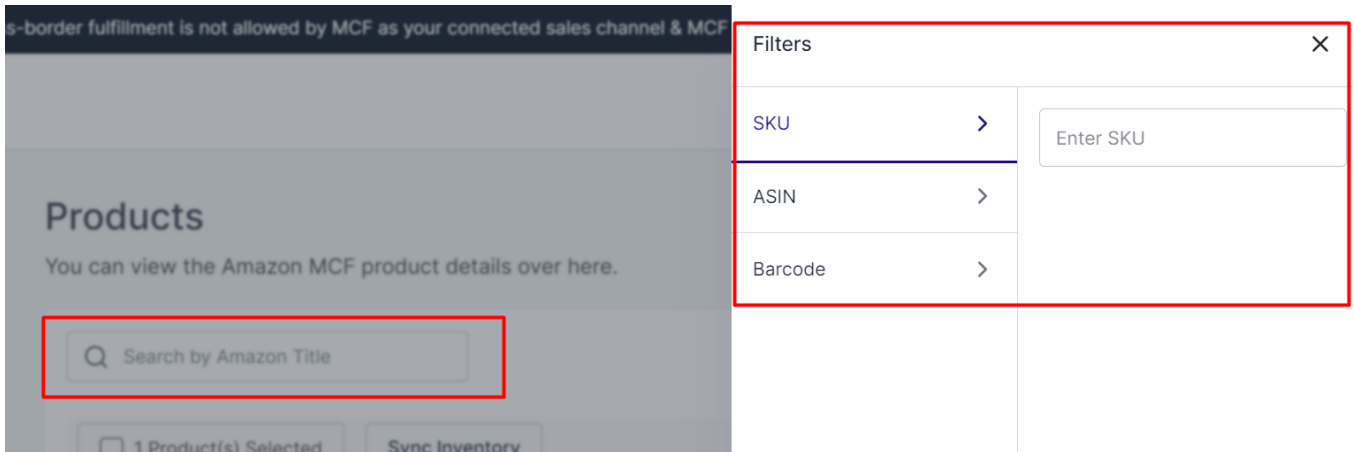 s-border fulfillment is not allowed by MCF as your connected sales channel & MCF
Products
You can view the Amazon MCF product details over here.
Search by Amazon Title
1 Product(s) Selected
Sync Inventory
Filters
SKU
Enter SKU
ASIN
Barcode